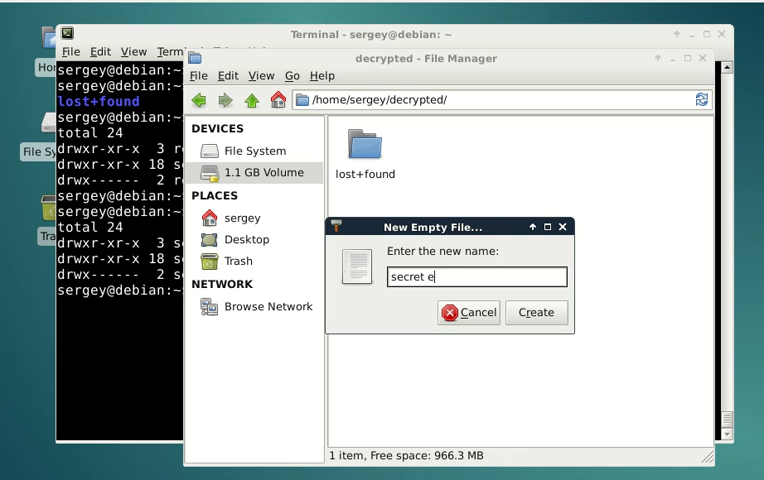 Terminal - sergey@debian: ~
File Edit View
decrypted - File Manager
File Edit View Go Help
/home/sergey/decrypted/
sergey@debian:~
sergey@debian:~
lost+found
sergey@debian:~
total 24
drwxr-xr-x 3
drwxr-xr-x 18
drwx------ 2
sergey@debian:~
sergey@debian:~
total 24
drwxr-xr-x 3
drwxr-xr-x 18
drwx------ 2
sergey@debian:~
DEVICES
File System
1.1 GB Volume
PLACES
sergey
Desktop
Trash
NETWORK
Browse Network
lost+found
New Empty File...
Enter the new name:
secret e
Cancel
Create
1 item, Free space: 966.3 MB